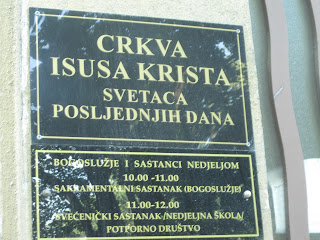 CRKVA
ISUSA KRISTA
SVETACA
POSLJEDNJIH DANA
BOGOSLUŽJE I SASTANCI NEDJELJOM
10.00 -11.00
SAKRAMENTALNI SASTANAK (BOGOSLUŽJE)
11.00-12.00
SVEĆENIČKI SASTANAK/NEDJELJNA ŠKOLA/
POTPORNO DRUŠTVO